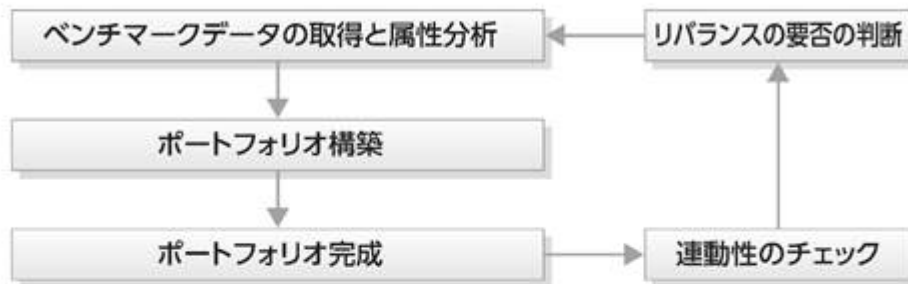 ベンチマークデータの取得と属性分析
リバランスの要否の判断
ポートフォリオ構築
ポートフォリオ完成
連動性のチェック